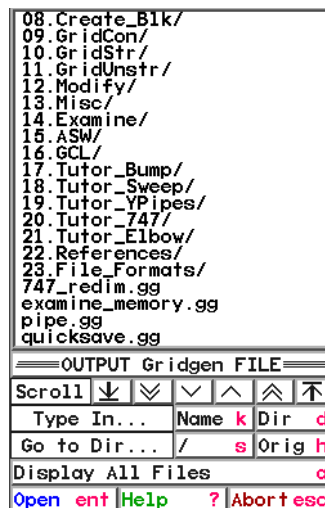 08.Create_Blk/
09.GridCon/
10.GridStr/
11.GridUnstr/
12.Modify/
13.Misc/
14.Examine/
15.ASW/
16.GCL/
17.Tutor_Bump/
18.Tutor_Sweep/
19.Tutor_YPipes/
20.Tutor_747/
21.Tutor_Elbow/
22.References/
23.File_Formats/
747_redim.gg
examine_memory.gg
pipe.gg
quicksave.gg
OUTPUT Gridgen FILE
Scroll
Type In... Name k Dir d
Go to Dir... / s Orig h
Display All Files a
Open ent Help ? Abort esc